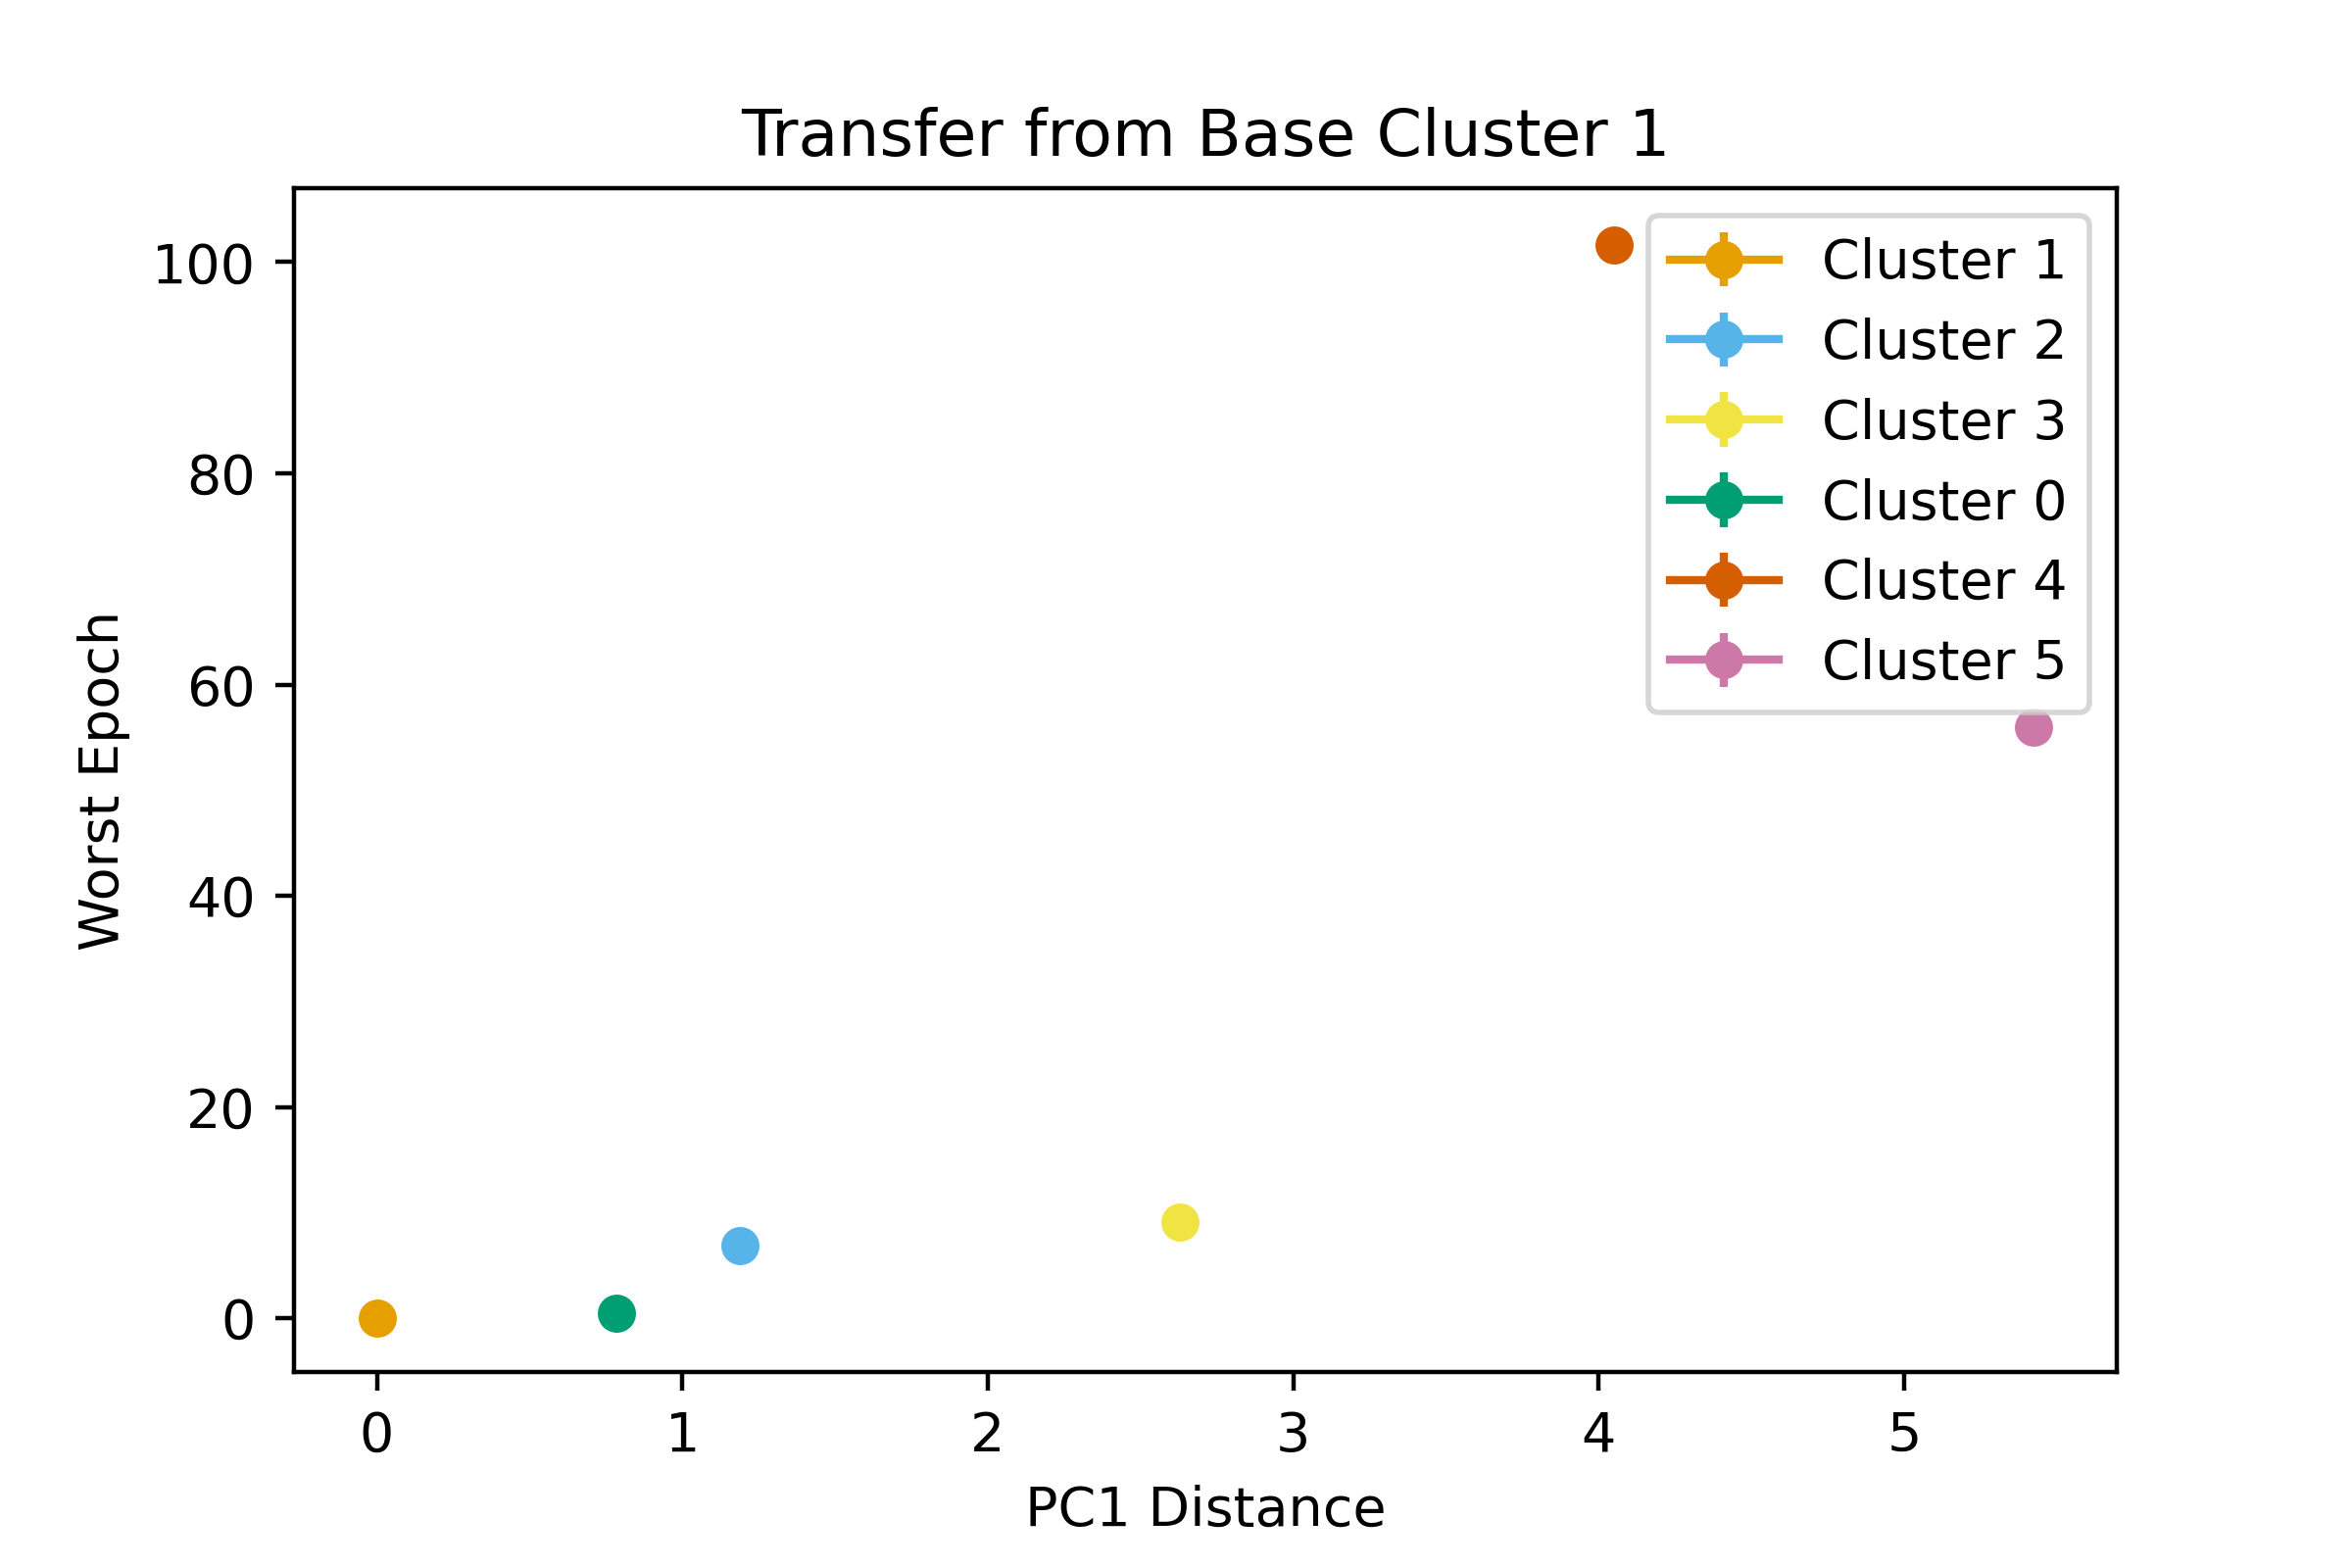 Transfer from Base Cluster 1
Worst Epoch
100
80
60
40
20
0
Cluster 1
Cluster 2
Cluster 3
Cluster 0
Cluster 4
Cluster 5
0 1 2 3 4 5
PC1 Distance